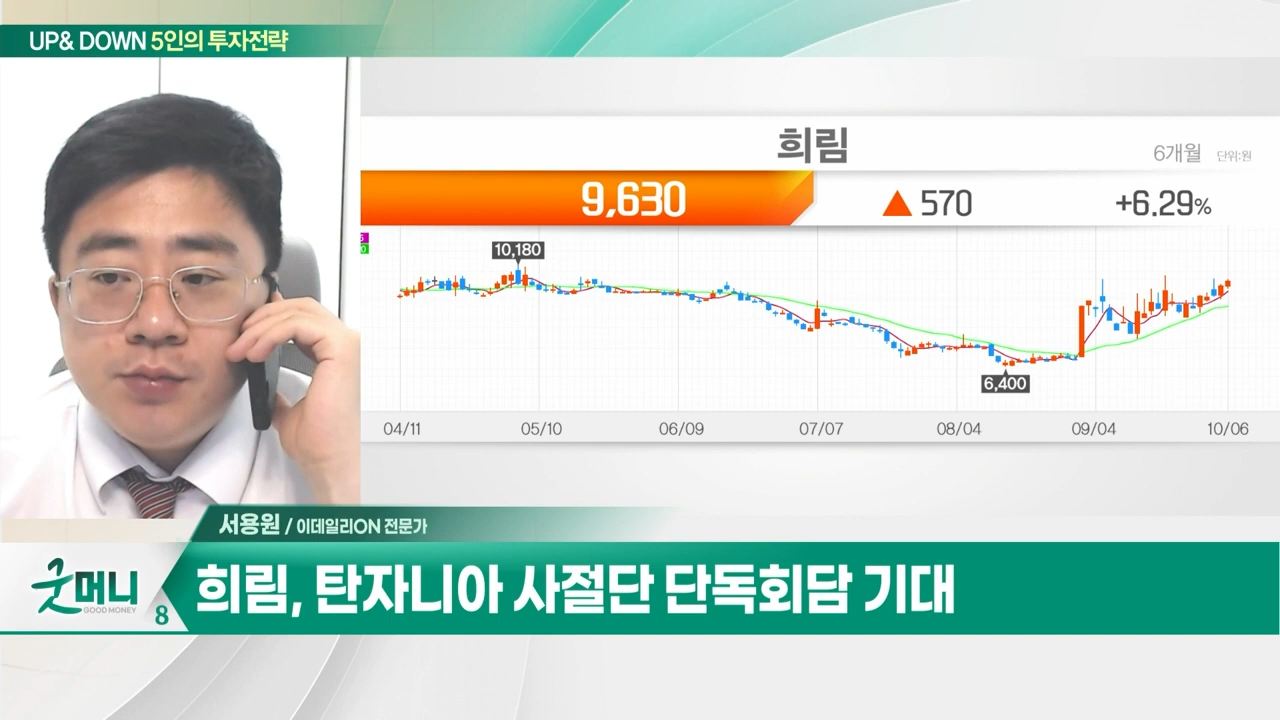 UP& DOWN 5인의 투자전략
희림
6개월 단위:원
9,630 ▲ 570 +6.29%
10,180
6,400
04/11 05/10 06/09 07/07 08/04 09/04 10/06
서용원 / 이데일리ON 전문가
굿머니
GOOD MONEY
8
희림, 탄자니아 사절단 단독회담 기대